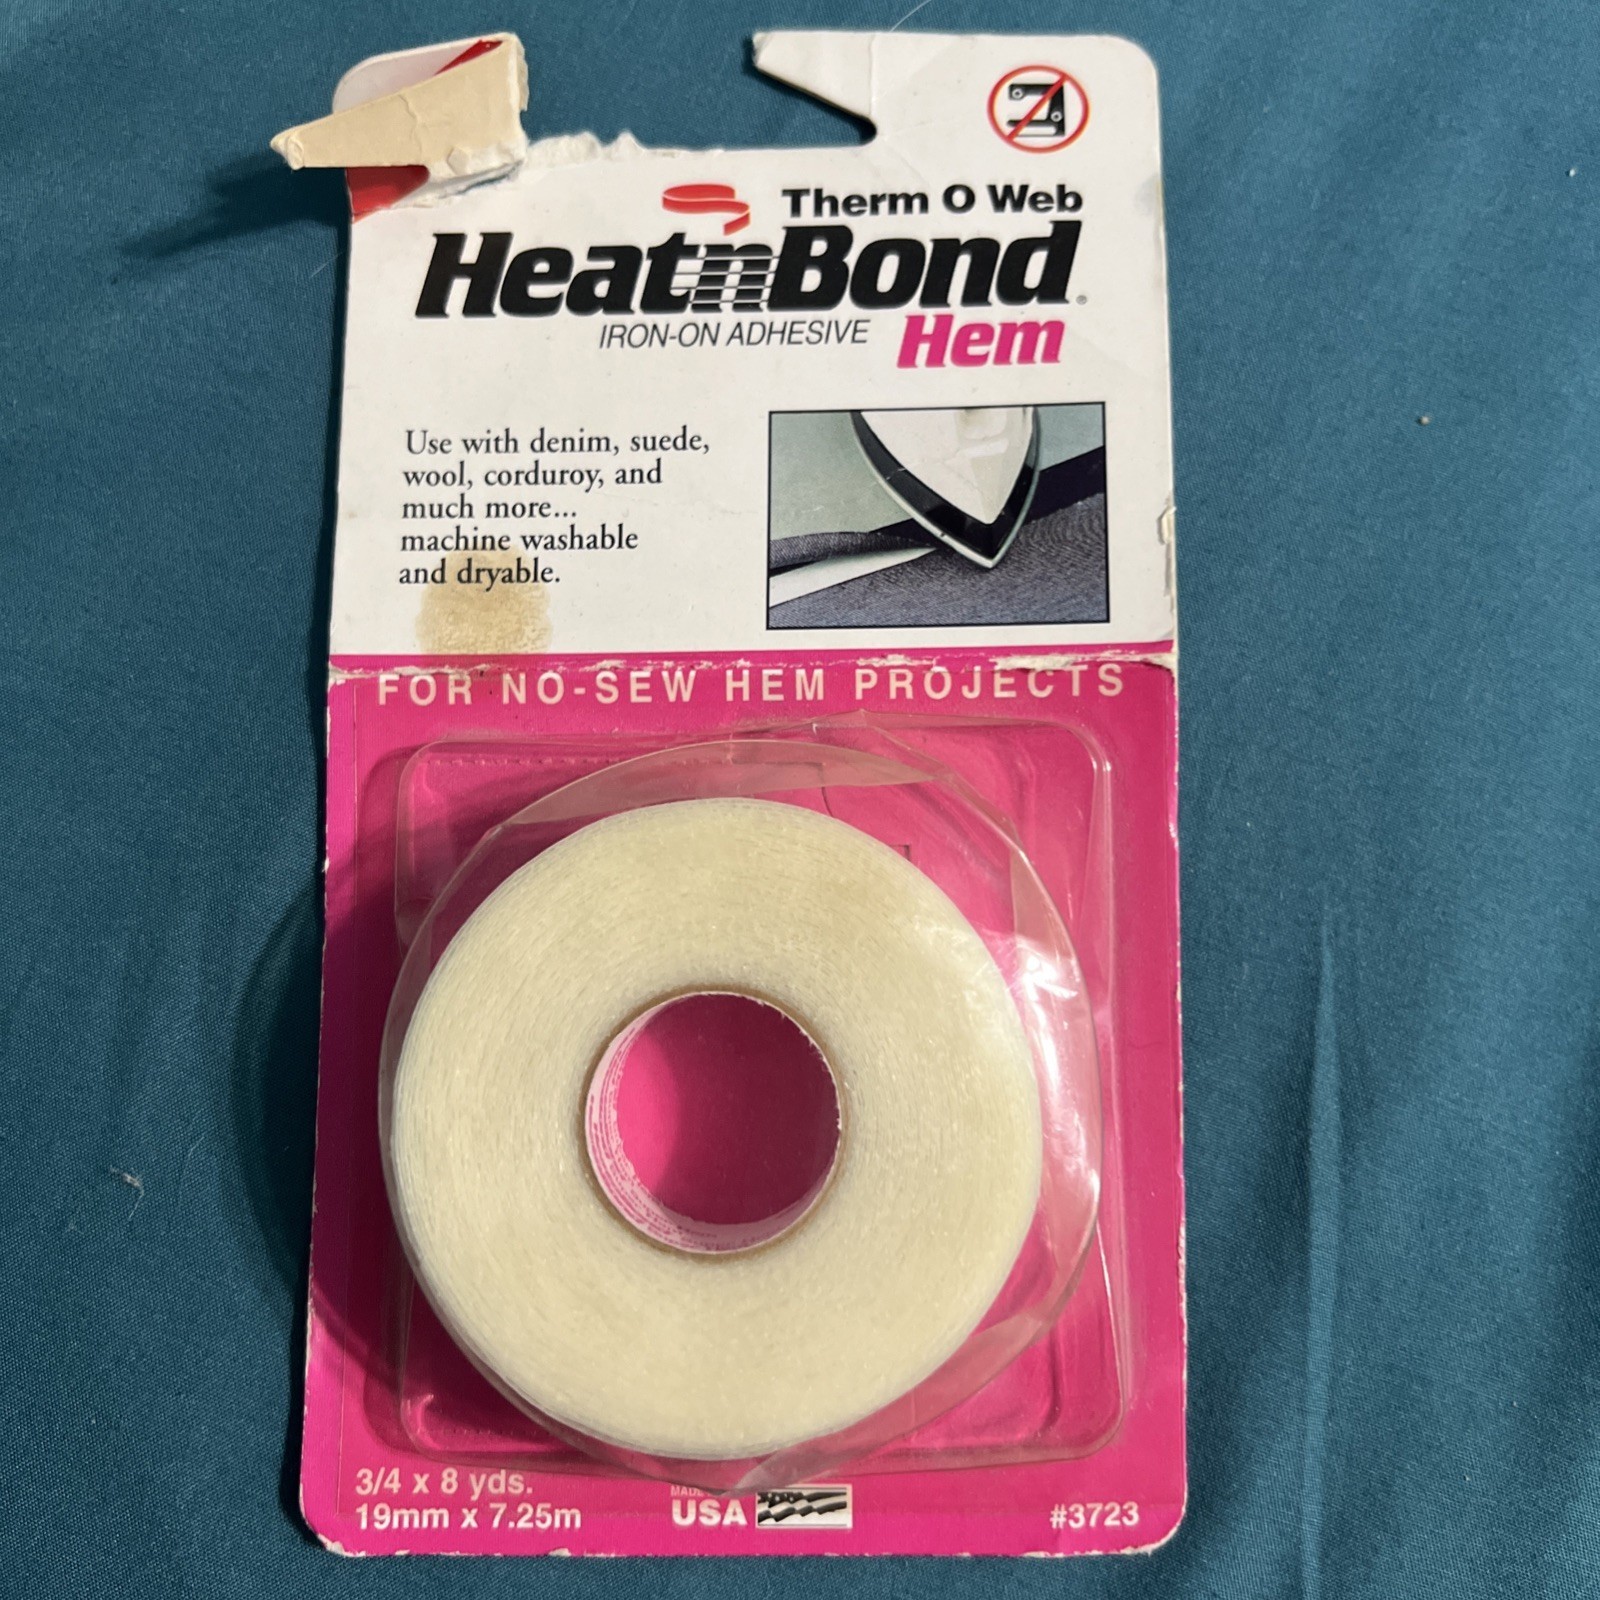 Therm O Web
HeatnBond®
IRON-ON ADHESIVE Hem
Use with denim, suede,
wool, corduroy, and
much more...
machine washable
and dryable.
FOR NO-SEW HEM PROJECTS
3/4 x 8 yds.
19mm x 7.25m
MADE
USA
#3723